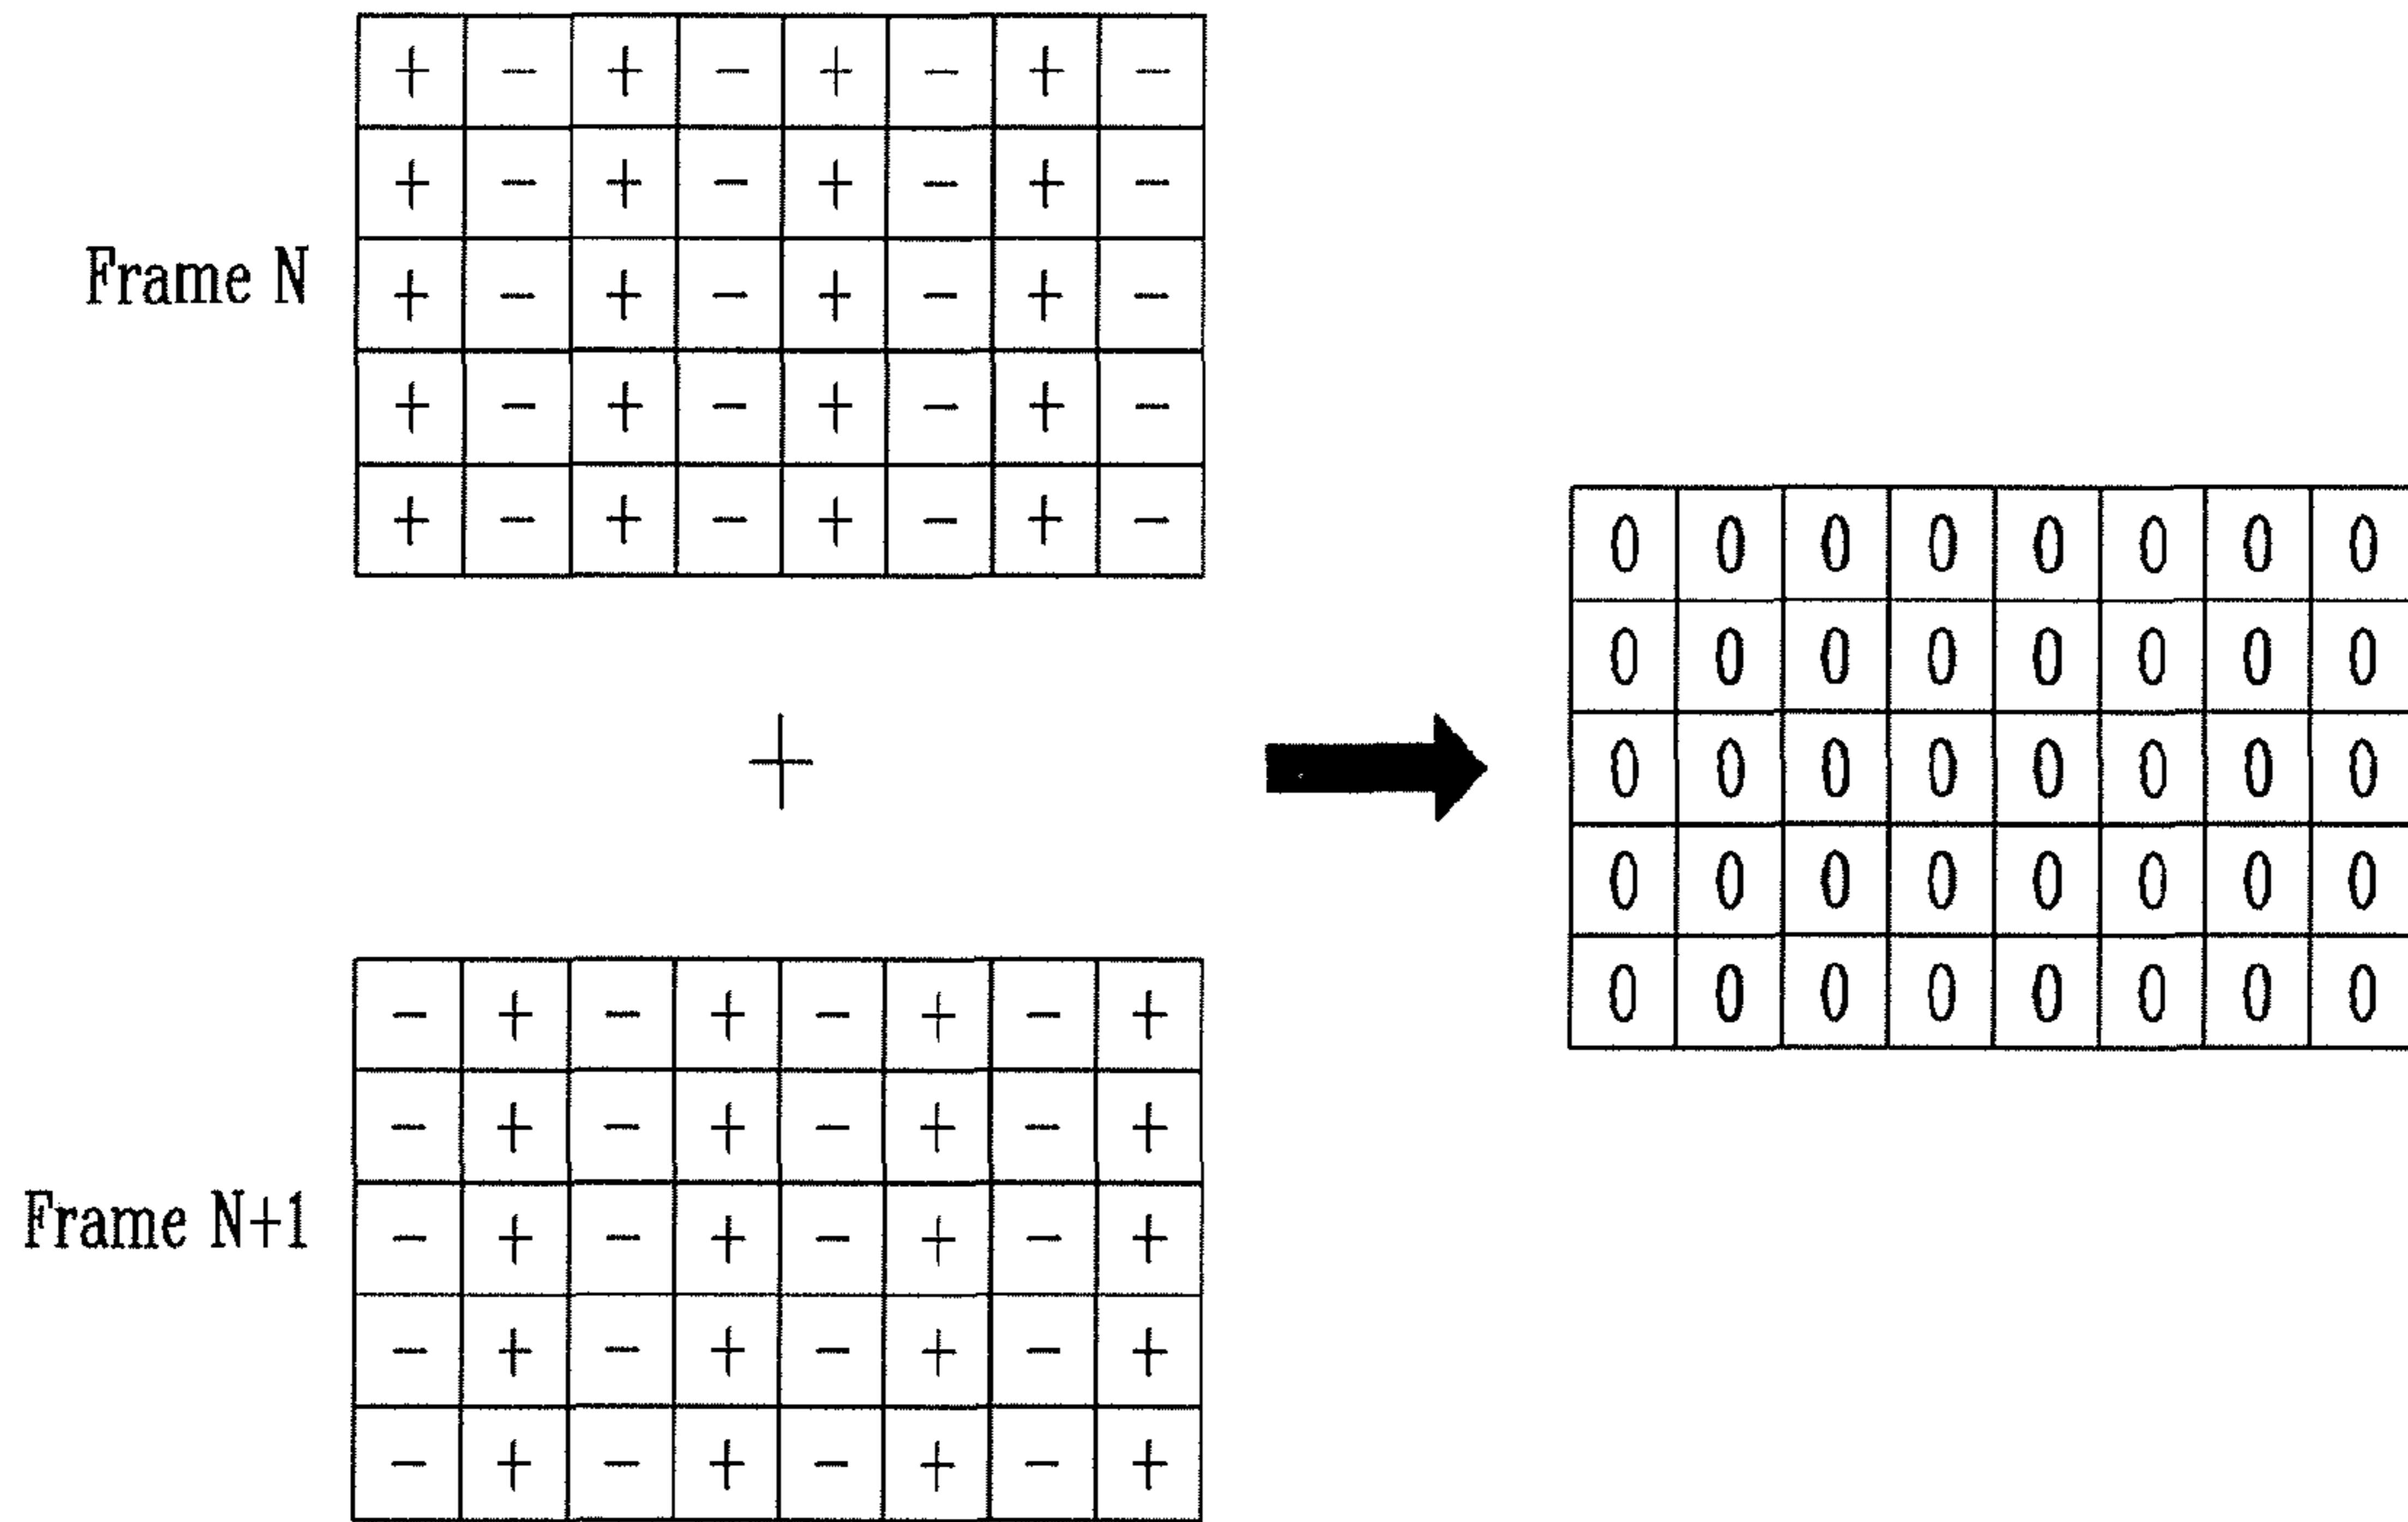 + − + − + − + −
+ − + − + − + −
Frame N + − + − + − + −
+ − + − + − + −
+ − + − + − + −
+
− + − + − + − +
− + − + − + − +
Frame N+1 − + − + − + − +
− + − + − + − +
− + − + − + − +
0 0 0 0 0 0 0 0
0 0 0 0 0 0 0 0
0 0 0 0 0 0 0 0
0 0 0 0 0 0 0 0
0 0 0 0 0 0 0 0